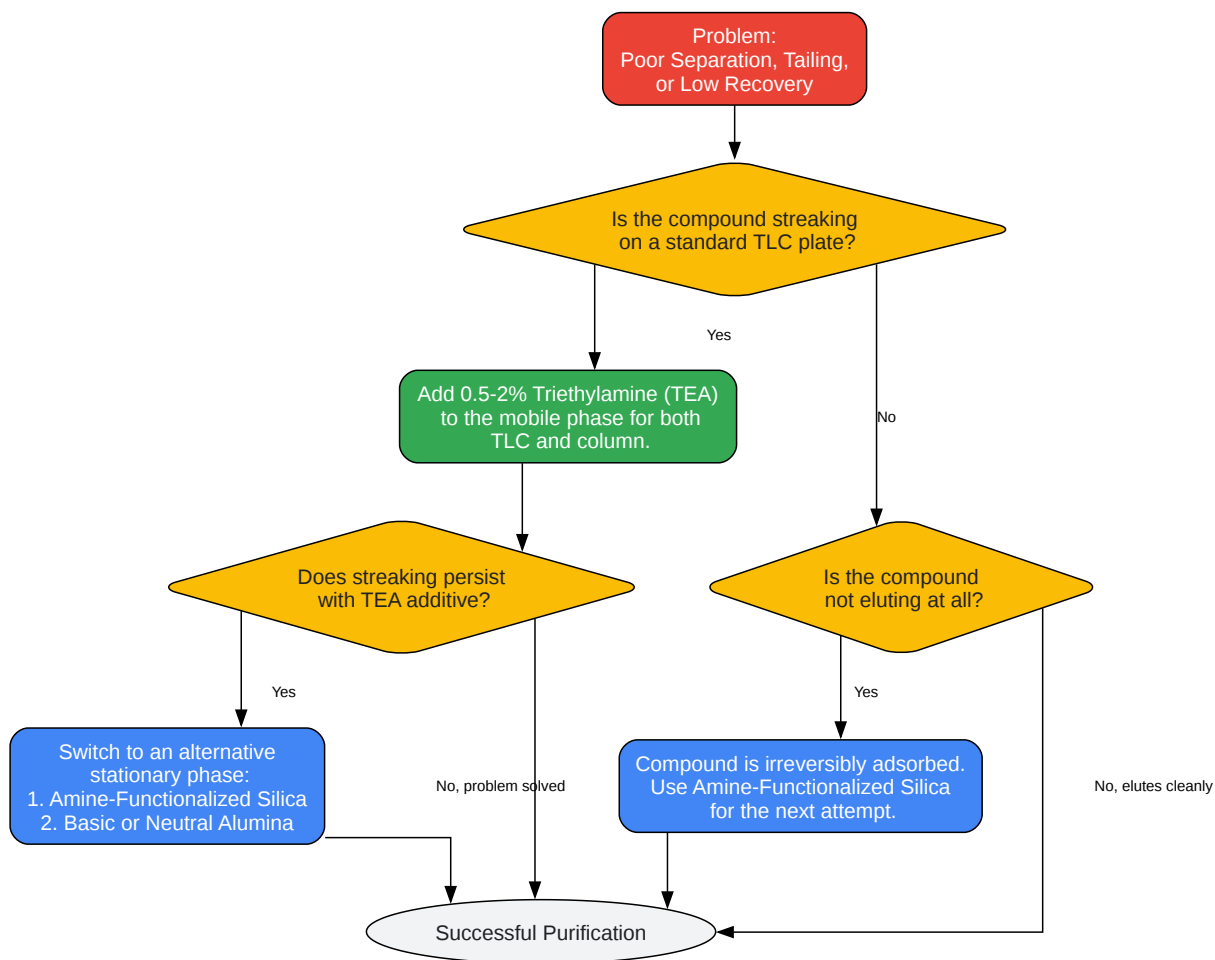 Problem:
Poor Separation, Tailing,
or Low Recovery
Is the compound streaking
on a standard TLC plate?
Yes
No
Add 0.5-2% Triethylamine (TEA)
to the mobile phase for both
TLC and column.
Does streaking persist
with TEA additive?
Is the compound
not eluting at all?
Yes
Yes
Switch to an alternative
stationary phase:
1. Amine-Functionalized Silica
2. Basic or Neutral Alumina
No, problem solved
Compound is irreversibly adsorbed.
Use Amine-Functionalized Silica
for the next attempt.
No, elutes cleanly
Successful Purification